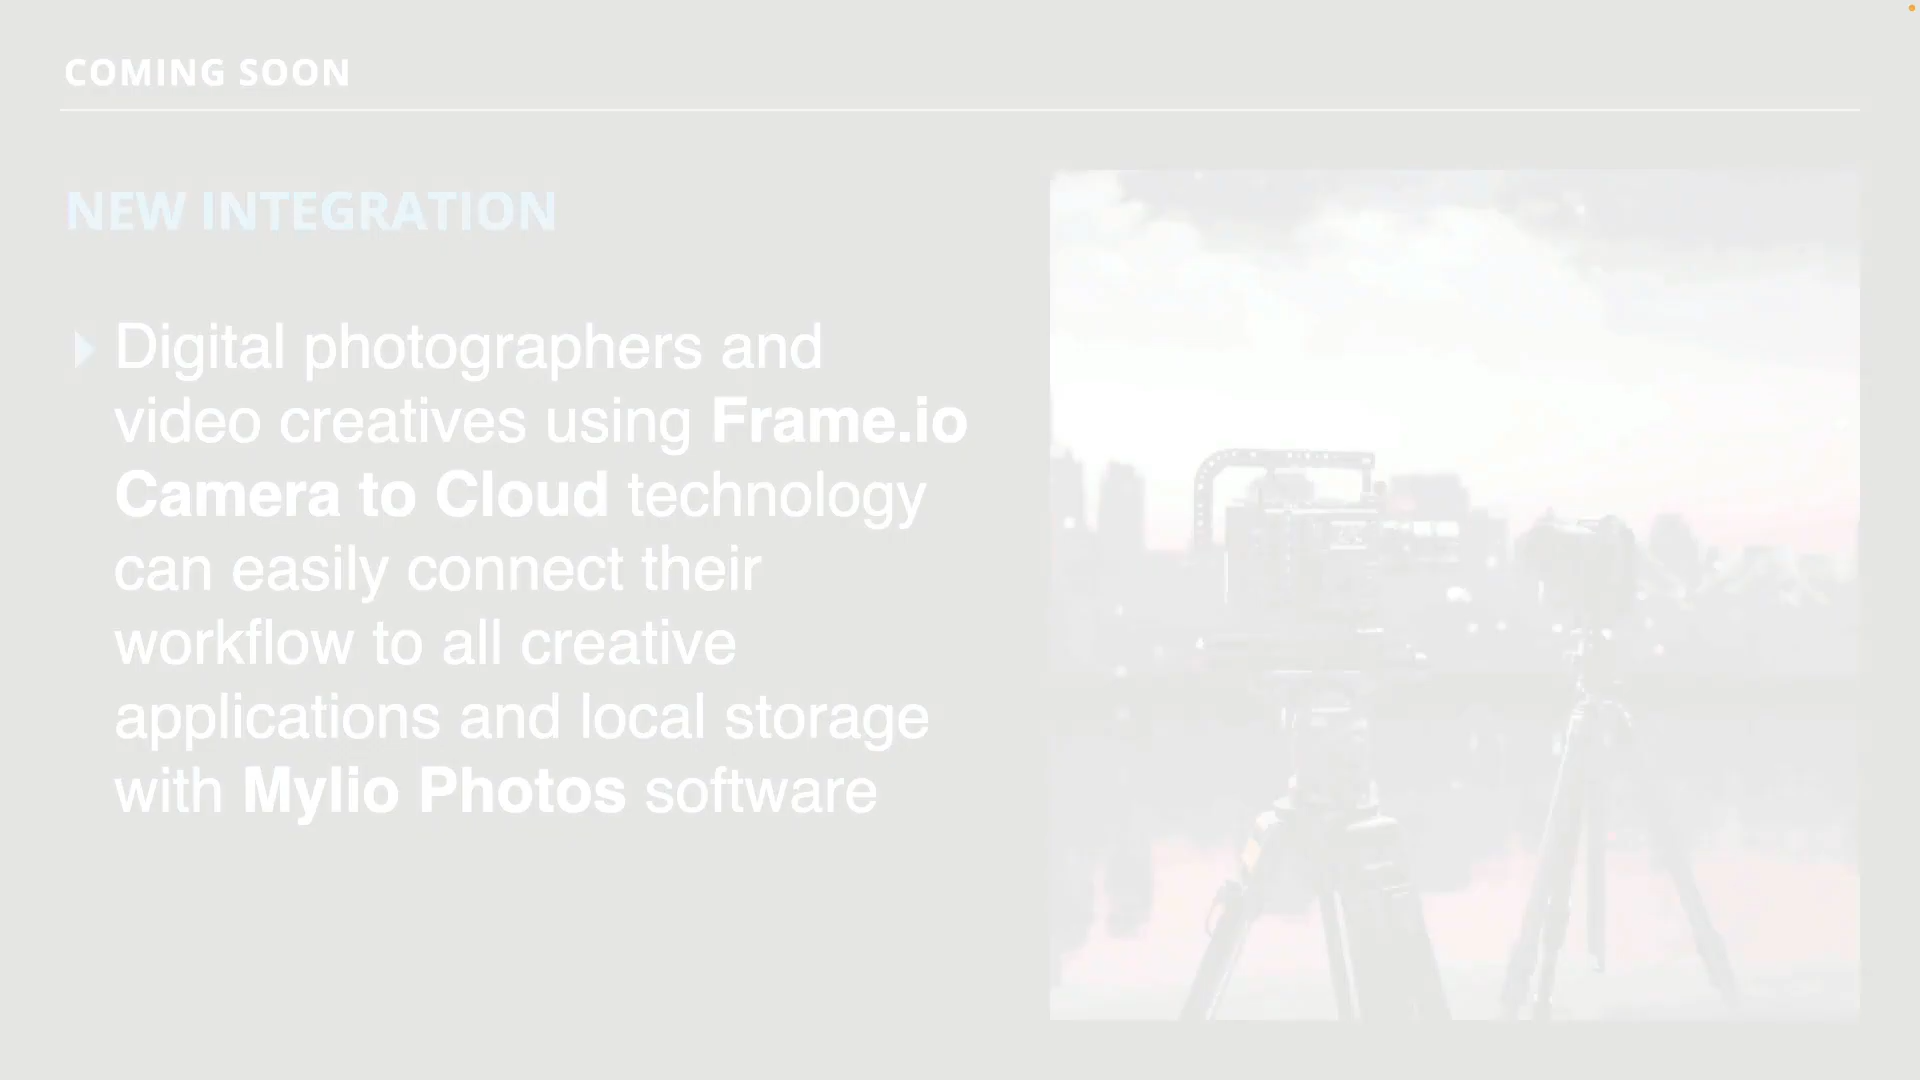 COMING SOON
NEW INTEGRATION
Digital photographers and
video creatives using Frame.io
Camera to Cloud technology
can easily connect their
workflow to all creative
applications and local storage
with Mylio Photos software